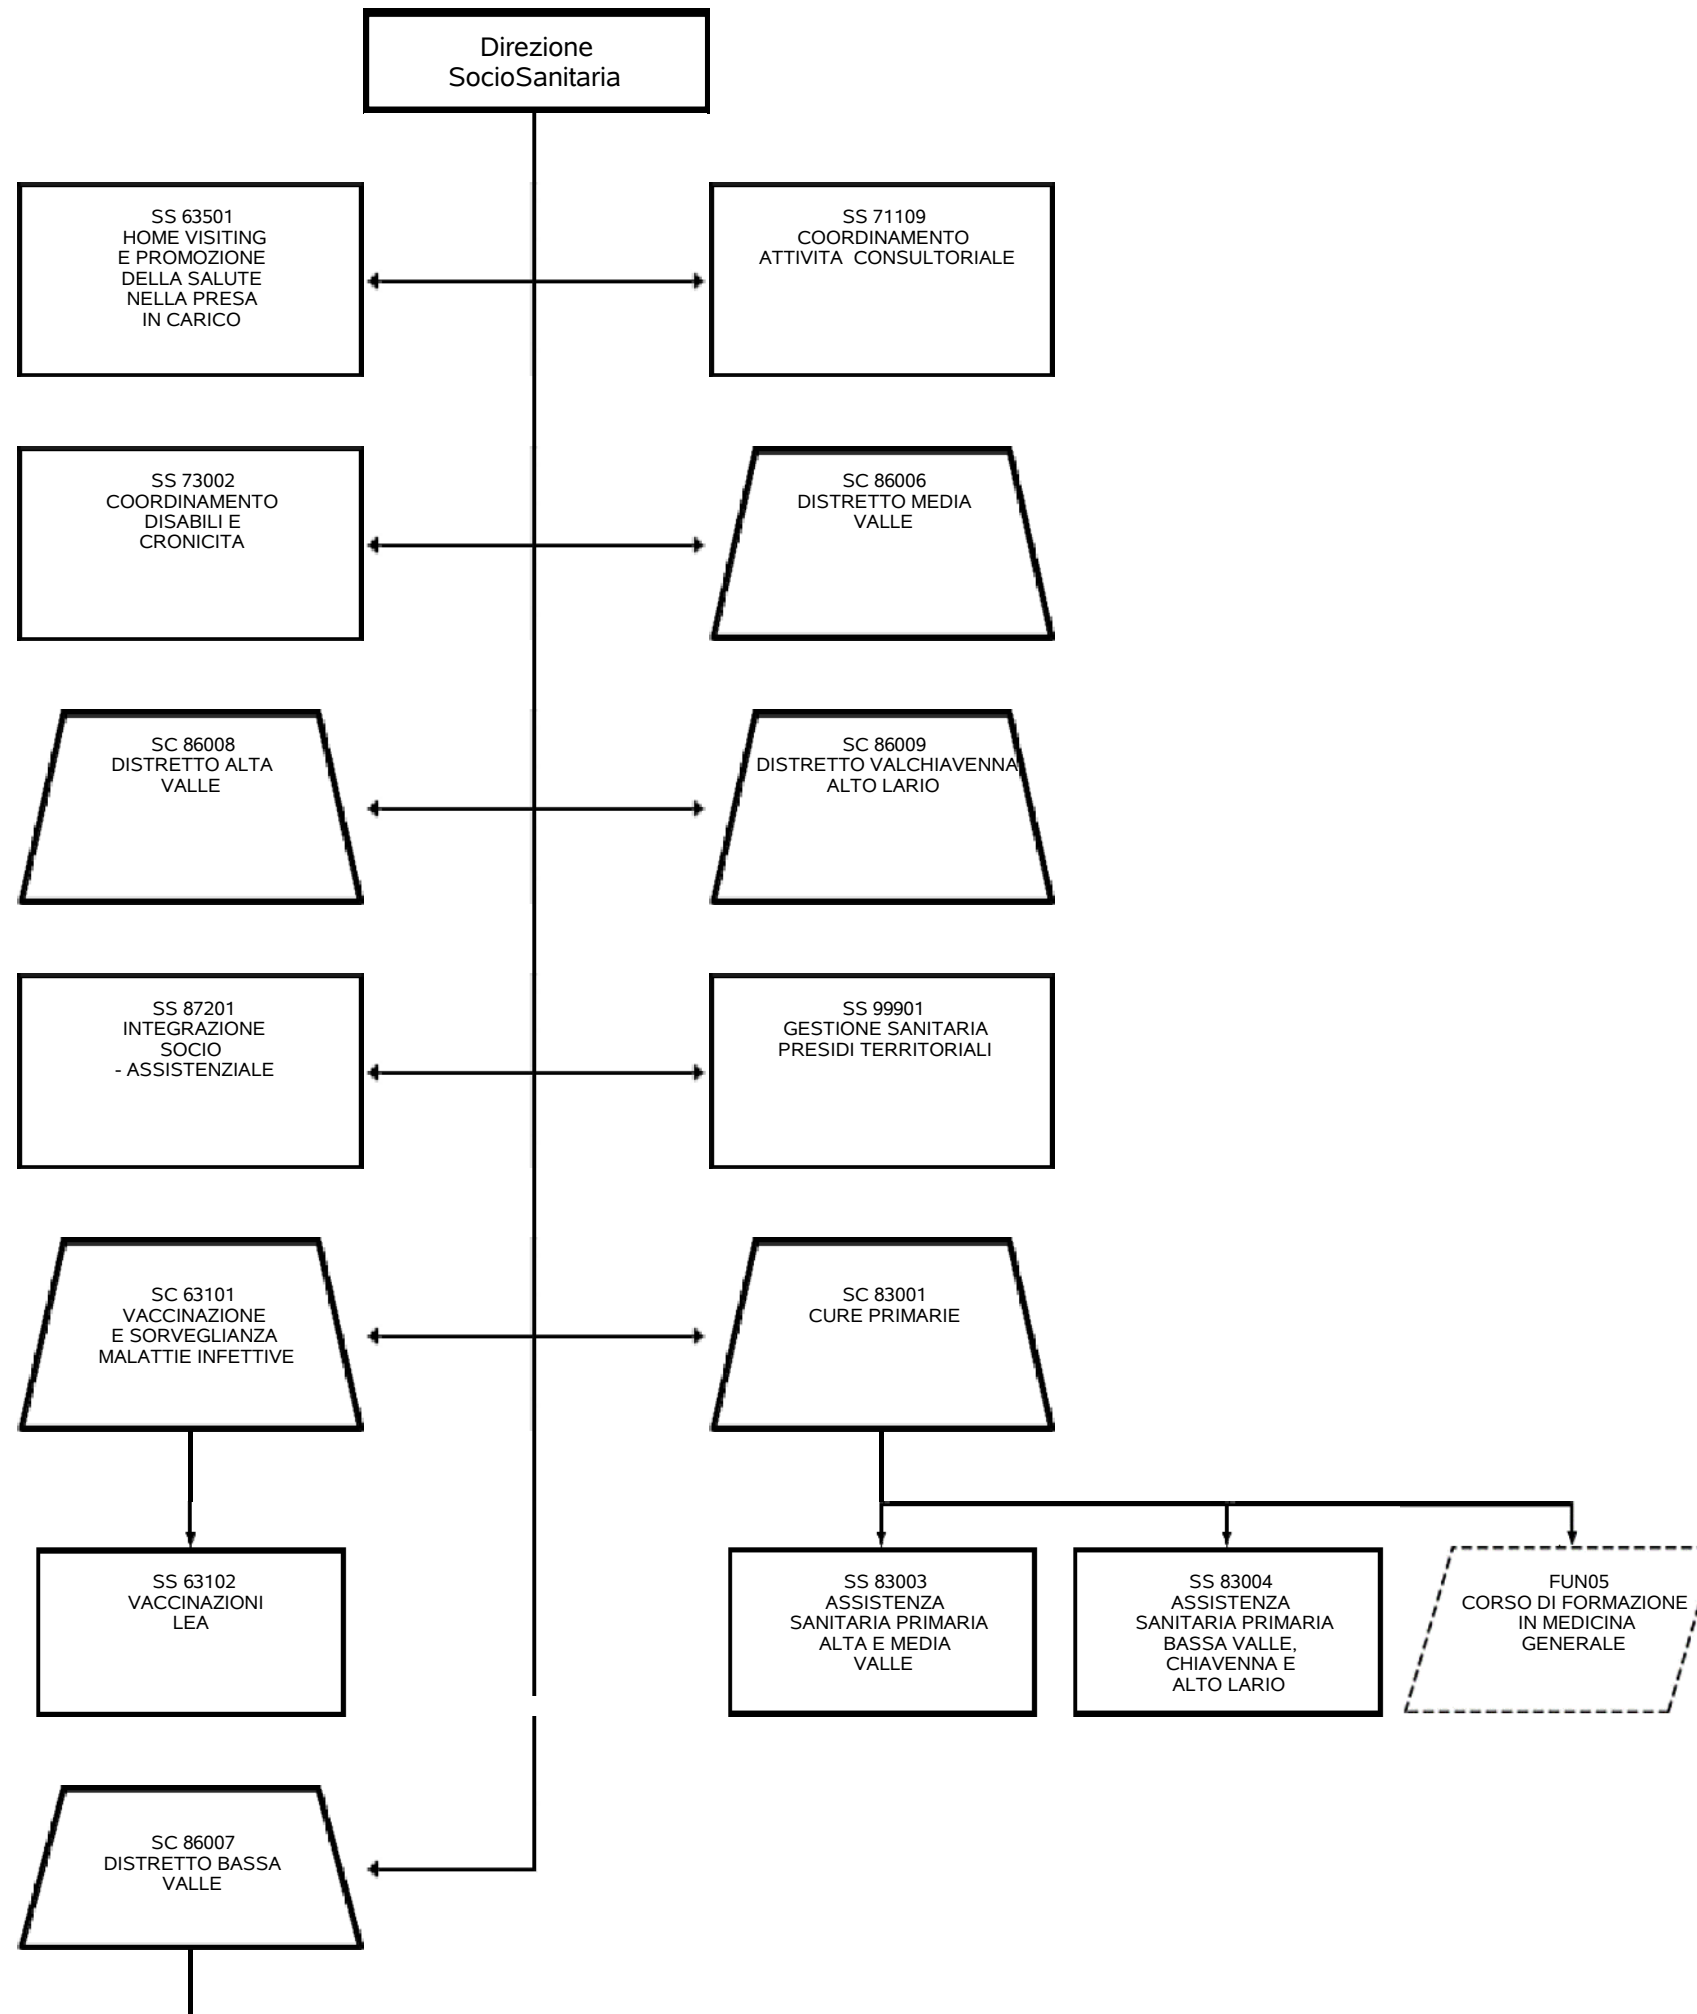 Direzione
SocioSanitaria
SS 63501
HOME VISITING
E PROMOZIONE
DELLA SALUTE
NELLA PRESA
IN CARICO
SS 71109
COORDINAMENTO
ATTIVITA CONSULTORIALE
SS 73002
COORDINAMENTO
DISABILI E
CRONICITA
SC 86006
DISTRETTO MEDIA
VALLE
SC 86008
DISTRETTO ALTA
VALLE
SC 86009
DISTRETTO VALCHIAVENNA
ALTO LARIO
SS 87201
INTEGRAZIONE
SOCIO
- ASSISTENZIALE
SS 99901
GESTIONE SANITARIA
PRESIDI TERRITORIALI
SC 63101
VACCINAZIONE
E SORVEGLIANZA
MALATTIE INFETTIVE
SC 83001
CURE PRIMARIE
SS 63102
VACCINAZIONI
LEA
SS 83003
ASSISTENZA
SANITARIA PRIMARIA
ALTA E MEDIA
VALLE
SS 83004
ASSISTENZA
SANITARIA PRIMARIA
BASSA VALLE,
CHIAVENNA E
ALTO LARIO
FUN05
CORSO DI FORMAZIONE
IN MEDICINA
GENERALE
SC 86007
DISTRETTO BASSA
VALLE